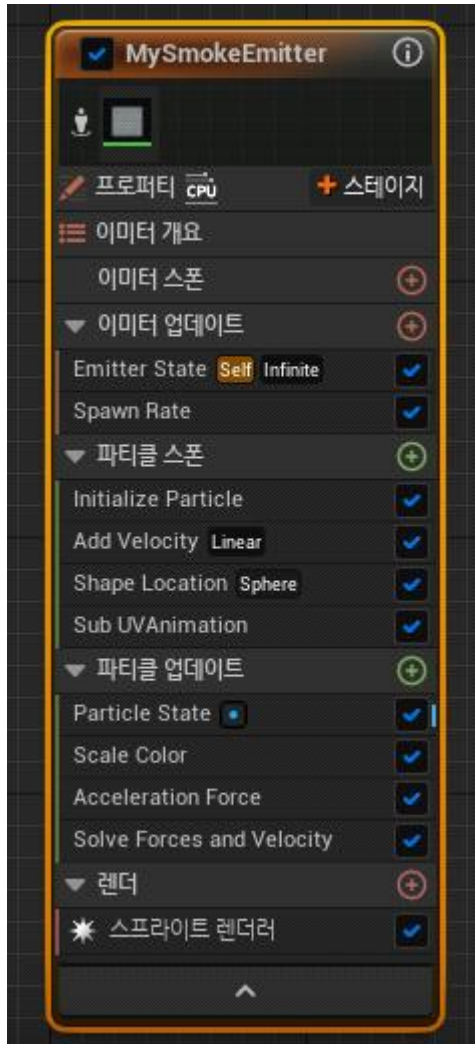 MySmokeEmitter
프로퍼티 CPU 스테이지
이미터 개요
이미터 스폰
이미터 업데이트
Emitter State Self Infinite
Spawn Rate
파티클 스폰
Initialize Particle
Add Velocity Linear
Shape Location Sphere
Sub UVAnimation
파티클 업데이트
Particle State
Scale Color
Acceleration Force
Solve Forces and Velocity
렌더
스프라이트 렌더러